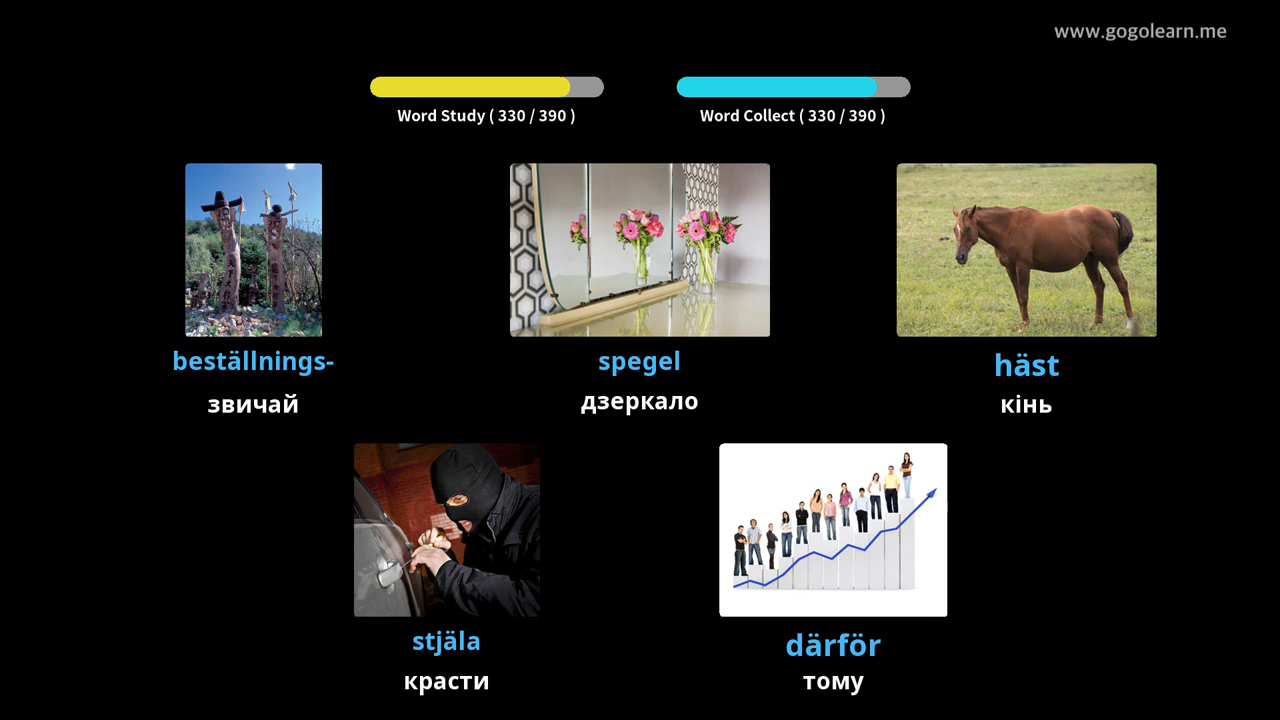 www.gogolearn.me
Word Study ( 330 / 390 )
Word Collect ( 330 / 390 )
beställnings-
звичай
spegel
дзеркало
häst
кінь
stjäla
красти
därför
тому